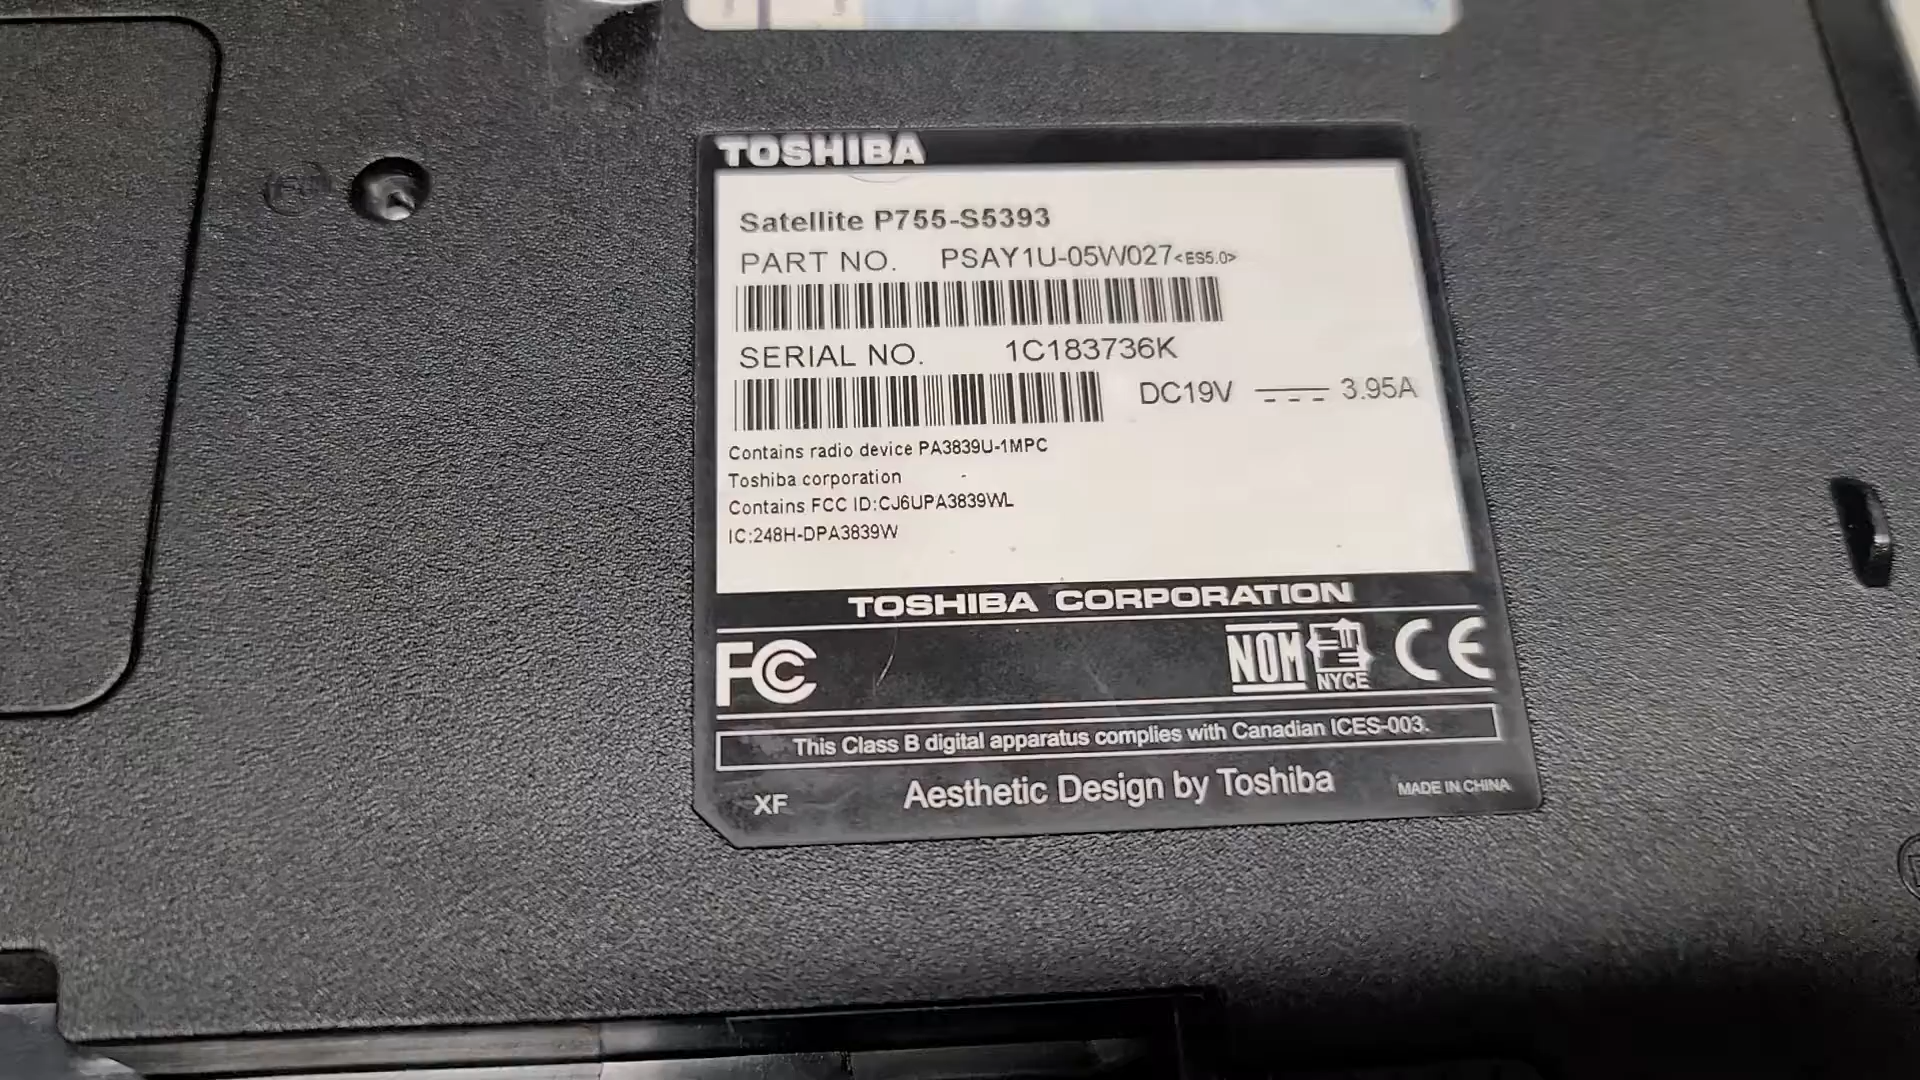 TOSHIBA
Satellite P755-S5393
PART NO. PSAY1U-05W027<ES5.0>
SERIAL NO. 1C183736K
DC19V 3.95A
Contains radio device PA3839U-1MPC
Toshiba corporation
Contains FCC ID:CJ6UPA3839WL
IC:248H-DPA3839W
TOSHIBA CORPORATION
FC NOM NYCE CE
This Class B digital apparatus complies with Canadian ICES-003.
XF Aesthetic Design by Toshiba MADE IN CHINA